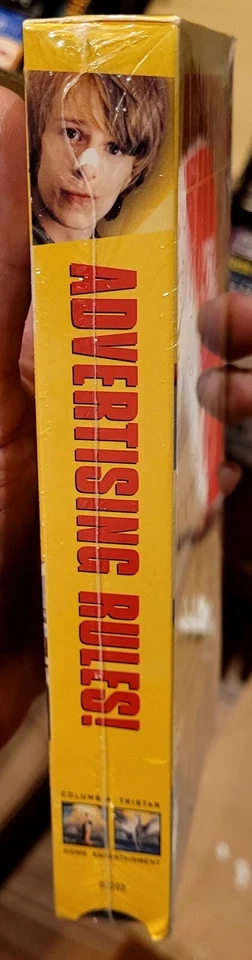 ADVERTISING RULES!
COLUMBIA TRISTAR
HOME ENTERTAINMENT